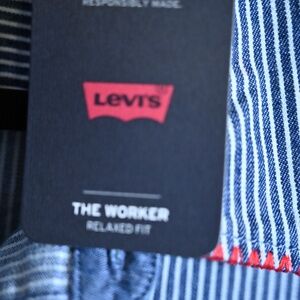 RESPONSIBLY MADE.
LEVI'S
THE WORKER
RELAXED FIT